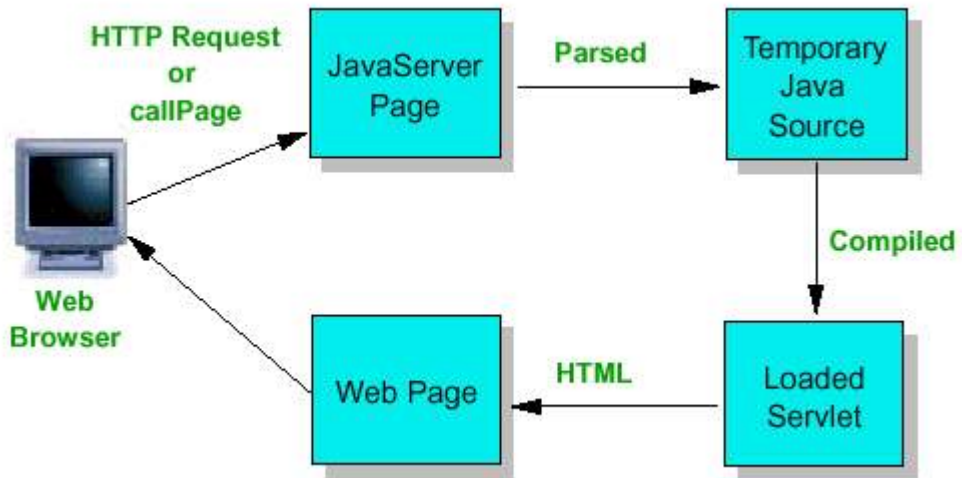 HTTP Request
or
callPage
JavaServer
Page
Parsed
Temporary
Java
Source
Compiled
Web
Browser
Web Page
HTML
Loaded
Servlet